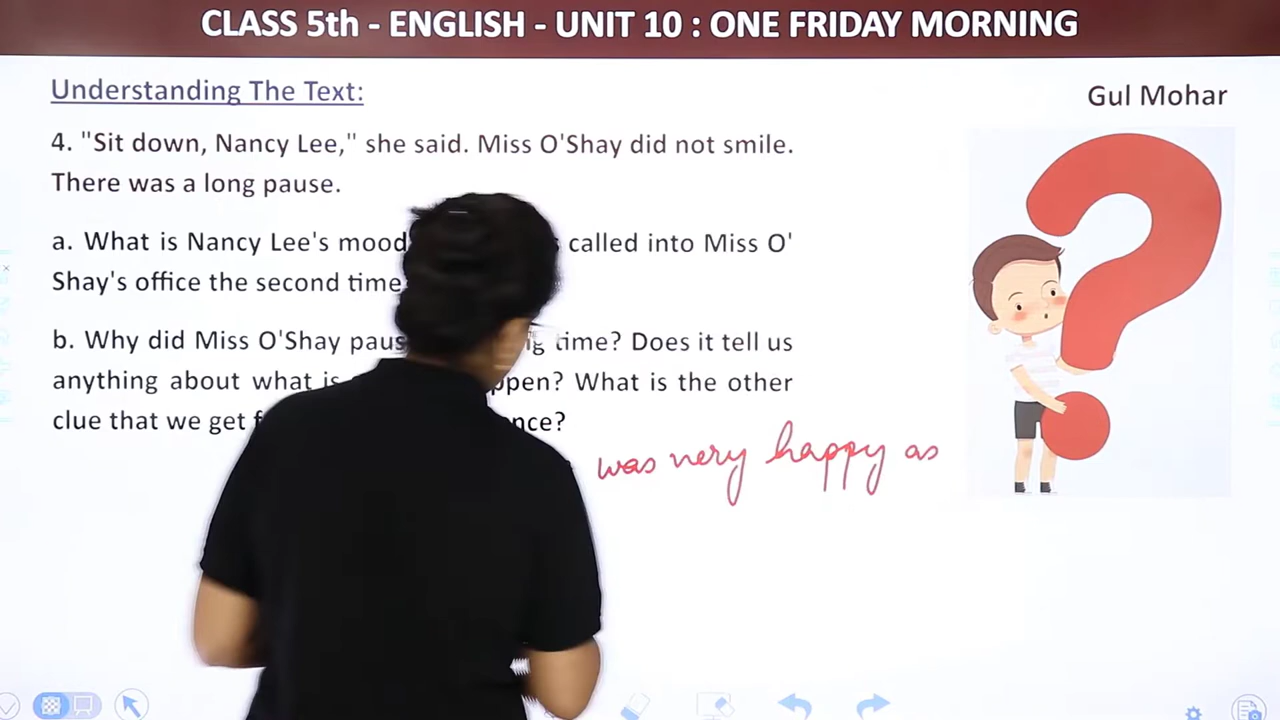 CLASS 5th - ENGLISH - UNIT 10 : ONE FRIDAY MORNING
Understanding The Text:
Gul Mohar
4. "Sit down, Nancy Lee," she said. Miss O'Shay did not smile.
There was a long pause.
a. What is Nancy Lee's mood called into Miss O'
Shay's office the second time
b. Why did Miss O'Shay time? Does it tell us
anything about what is What is the other
clue that we get
was very happy as